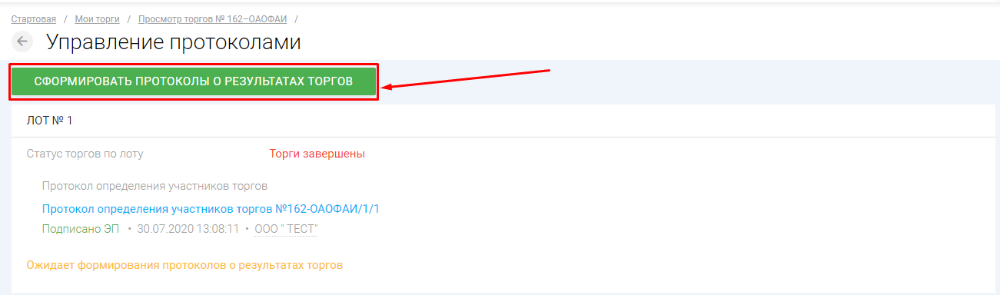 Стартовая / Мои торги / Просмотр торгов № 162–ОАОФАИ /
Управление протоколами
СФОРМИРОВАТЬ ПРОТОКОЛЫ О РЕЗУЛЬТАТАХ ТОРГОВ
ЛОТ № 1
Статус торгов по лоту Торги завершены
Протокол определения участников торгов
Протокол определения участников торгов №162-ОАОФАИ/1/1
Подписано ЭП • 30.07.2020 13:08:11 • ООО " ТЕСТ"
Ожидает формирования протоколов о результатах торгов